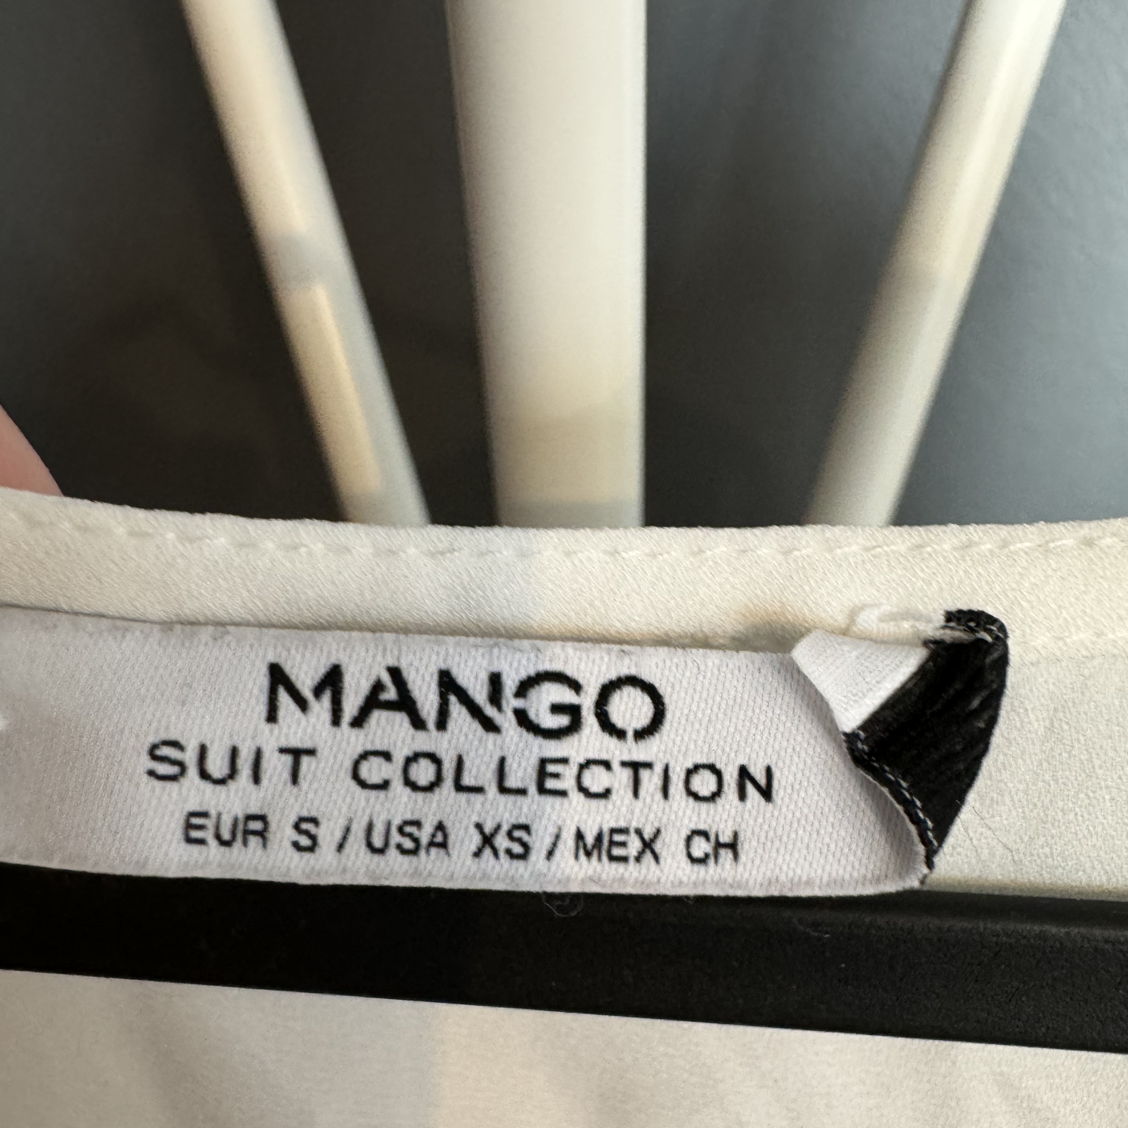 MANGO
SUIT COLLECTION
EUR S / USA XS / MEX CH